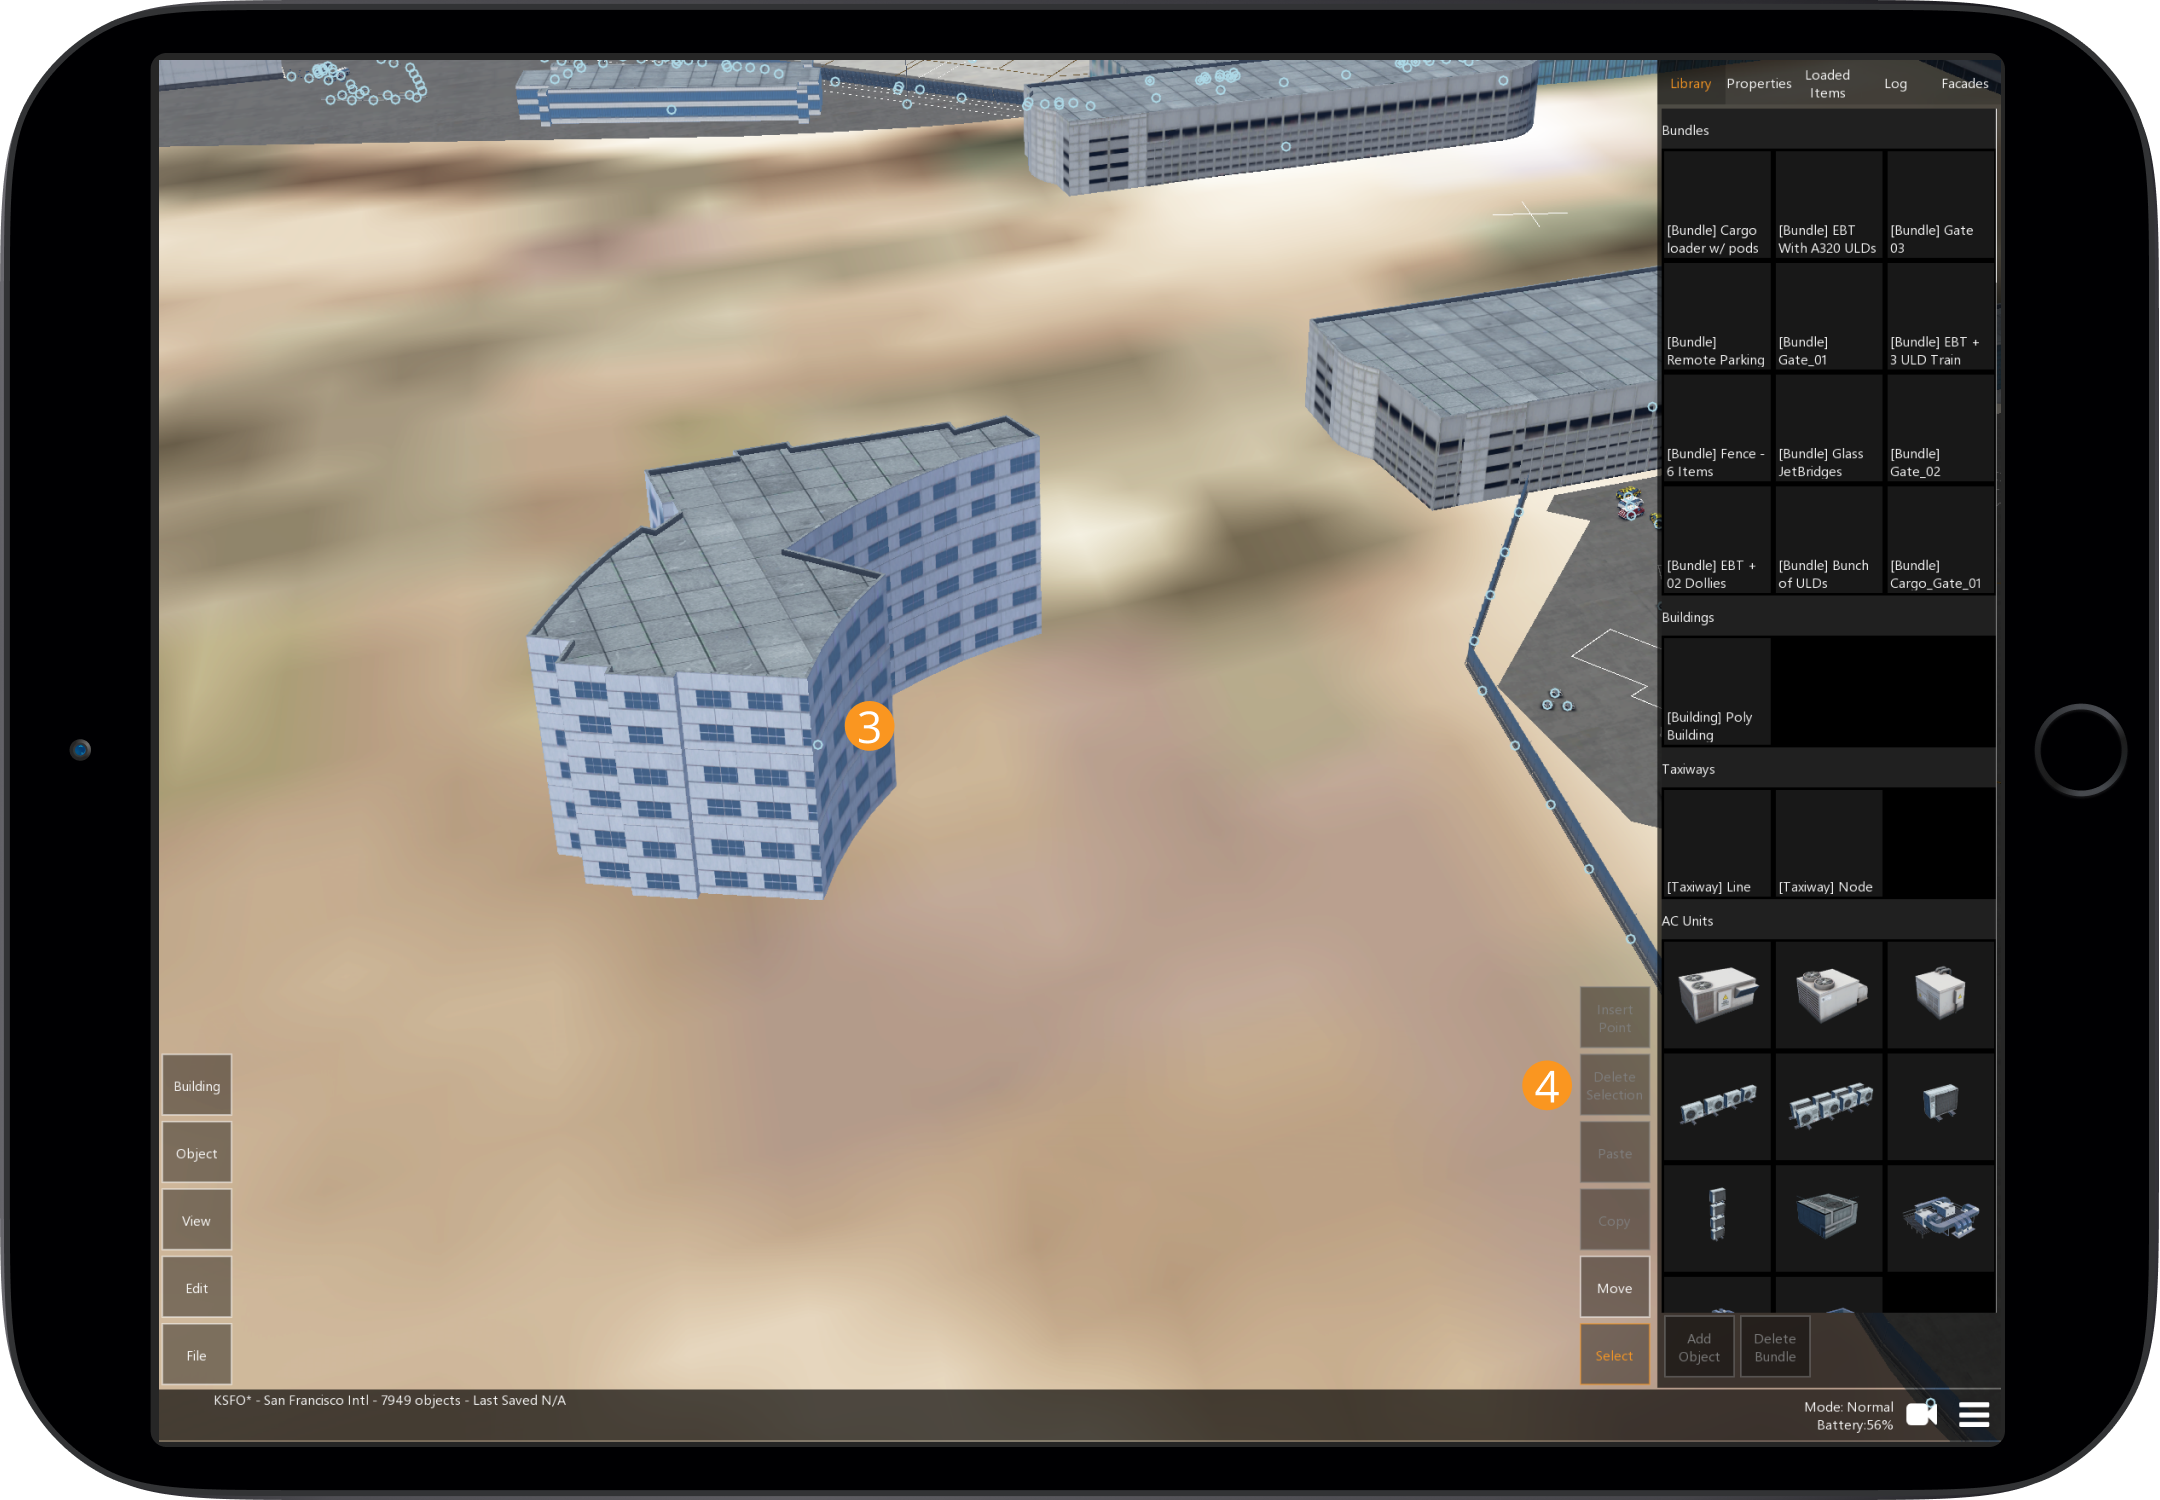 Library
Properties
Loaded
Items
Log
Facades
Bundles
[Bundle] Cargo
loader w/ pods
[Bundle] EBT
With A320 ULDs
[Bundle] Gate
03
[Bundle]
Remote Parking
[Bundle]
Gate_01
[Bundle] EBT +
3 ULD Train
[Bundle] Fence -
6 Items
[Bundle] Glass
JetBridges
[Bundle]
Gate_02
[Bundle] EBT +
02 Dollies
[Bundle] Bunch
of ULDs
[Bundle]
Cargo_Gate_01
Buildings
[Building] Poly
Building
Taxiways
[Taxiway] Line
[Taxiway] Node
AC Units
Add
Object
Delete
Bundle
3
4
Insert
Point
Delete
Selection
Paste
Copy
Move
Select
Building
Object
View
Edit
File
KSFO* - San Francisco Intl - 7949 objects - Last Saved N/A
Mode: Normal
Battery:56%